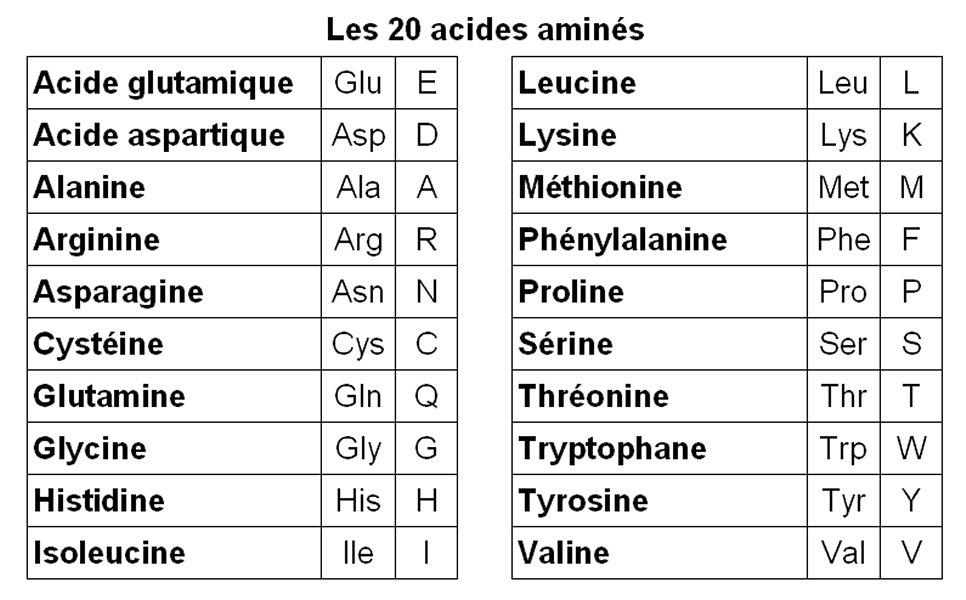 Les 20 acides aminés
Acide glutamique Glu E
Acide aspartique Asp D
Alanine Ala A
Arginine Arg R
Asparagine Asn N
Cystéine Cys C
Glutamine Gln Q
Glycine Gly G
Histidine His H
Isoleucine Ile I
Leucine Leu L
Lysine Lys K
Méthionine Met M
Phénylalanine Phe F
Proline Pro P
Sérine Ser S
Thréonine Thr T
Tryptophane Trp W
Tyrosine Tyr Y
Valine Val V